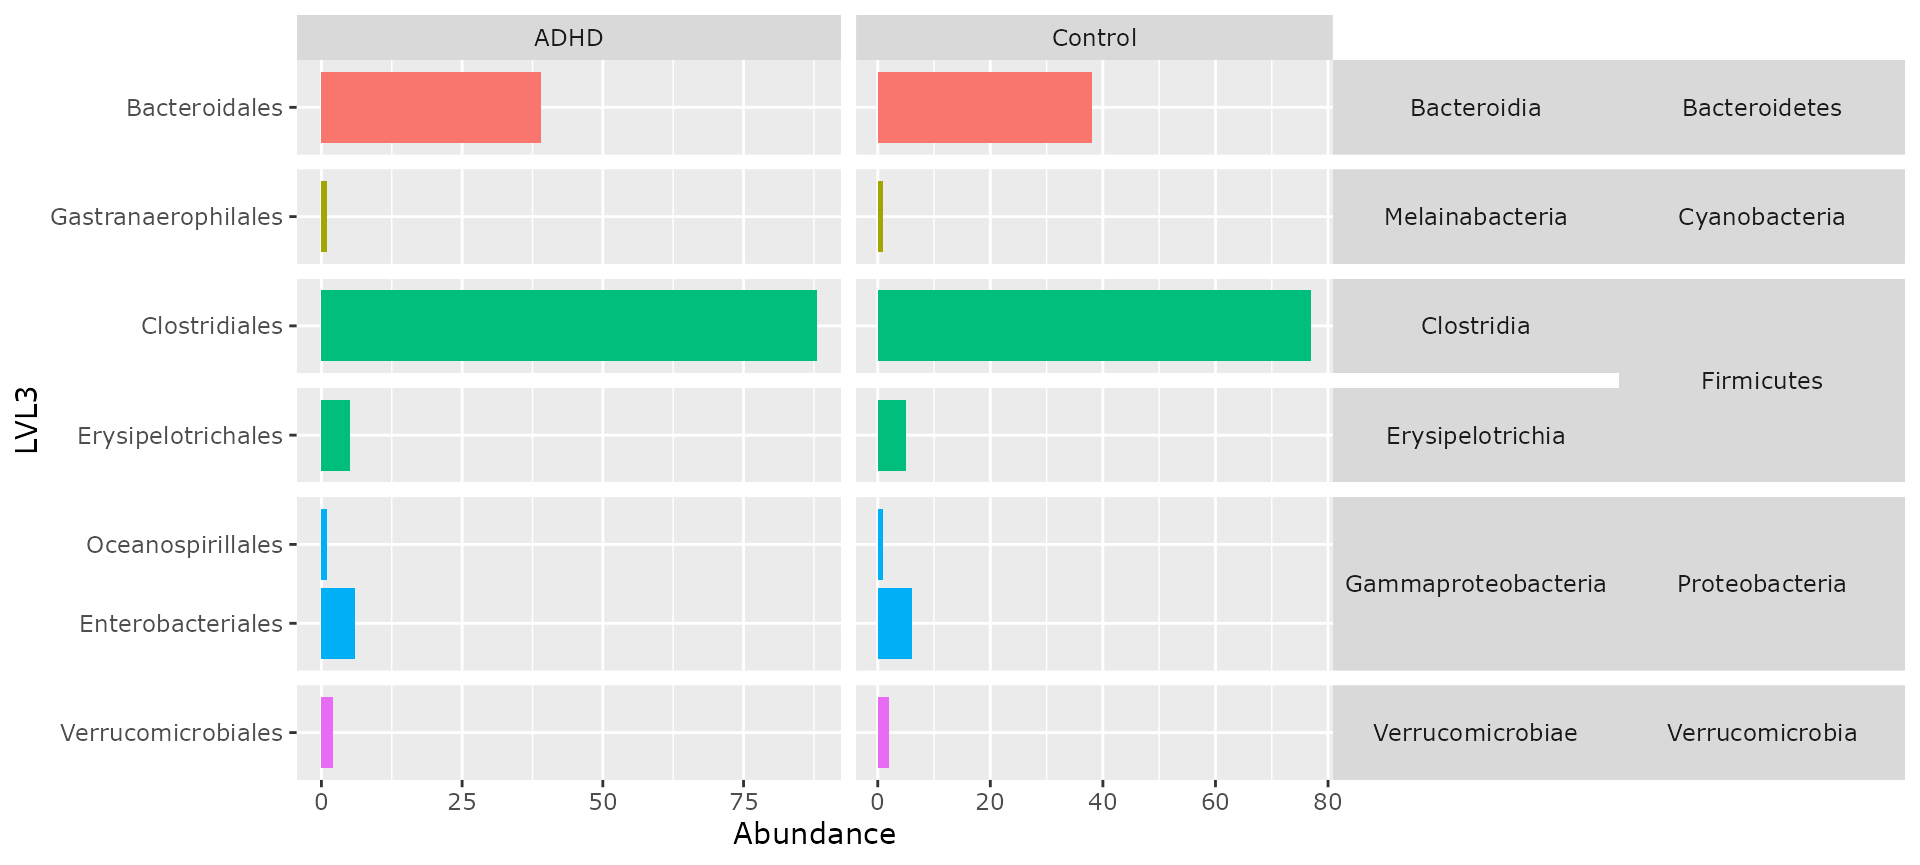 ADHD Control
Bacteroidales Bacteroidia Bacteroidetes
Gastranaerophilales Melainabacteria Cyanobacteria
Clostridiales Clostridia
Firmicutes
LVL3
Erysipelotrichales Erysipelotrichia
Oceanospirillales
Gammaproteobacteria Proteobacteria
Enterobacteriales
Verrucomicrobiales Verrucomicrobiae Verrucomicrobia
0 25 50 75 0 20 40 60 80
Abundance